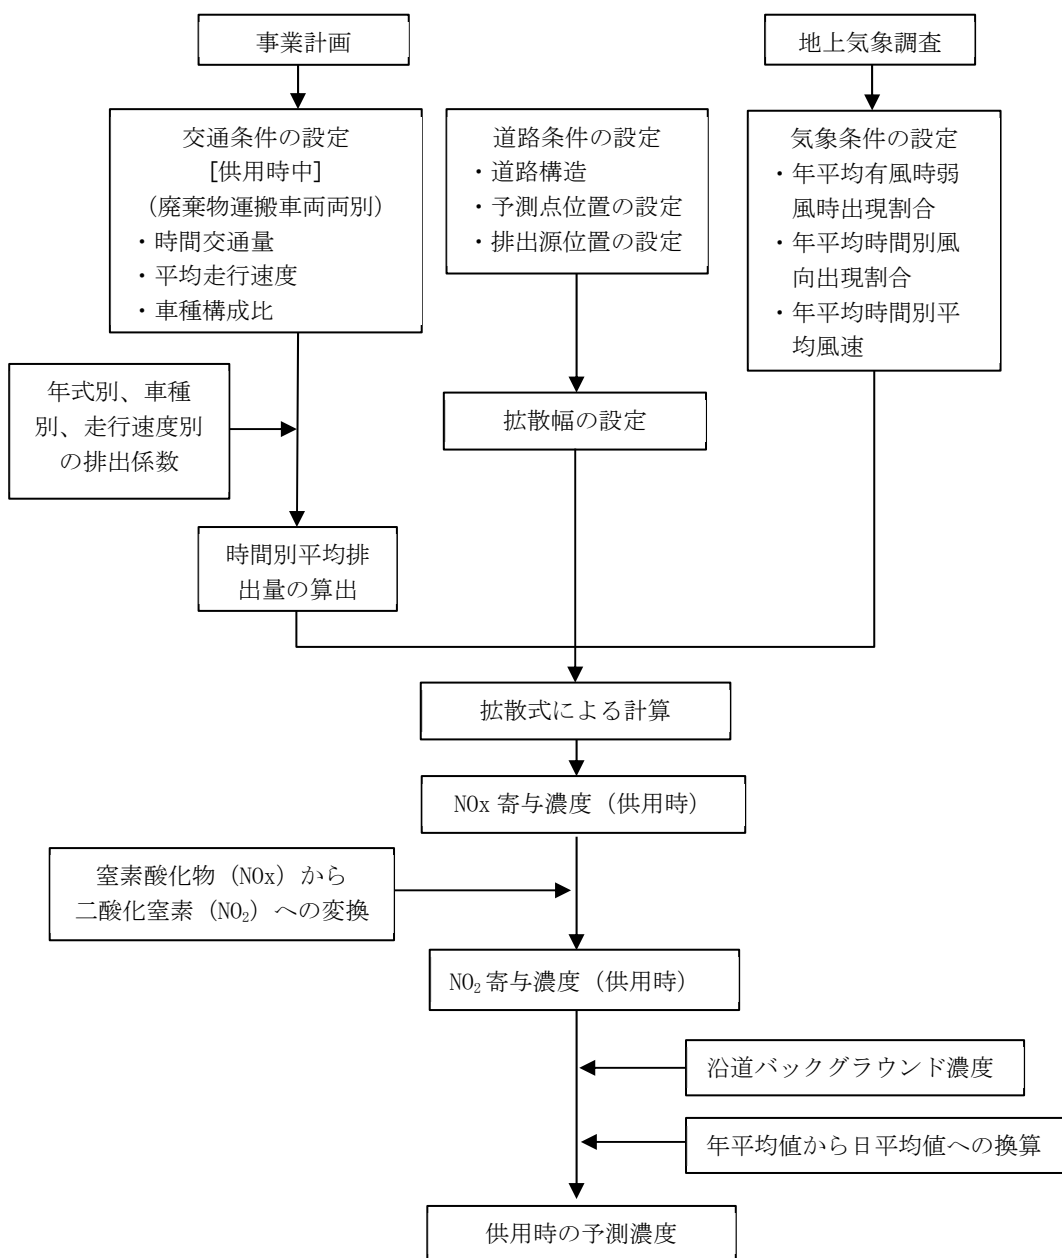 事業計画
地上気象調査
交通条件の設定
[供用時中]
（廃棄物運搬車両両別）
・時間交通量
・平均走行速度
・車種構成比
道路条件の設定
・道路構造
・予測点位置の設定
・排出源位置の設定
気象条件の設定
・年平均有風時弱
風時出現割合
・年平均時間別風
向出現割合
・年平均時間別平
均風速
年式別、車種
別、走行速度別
の排出係数
拡散幅の設定
時間別平均排
出量の算出
拡散式による計算
NOx 寄与濃度（供用時）
窒素酸化物（NOx）から
二酸化窒素（NO₂）への変換
NO₂ 寄与濃度（供用時）
沿道バックグラウンド濃度
年平均値から日平均値への換算
供用時の予測濃度